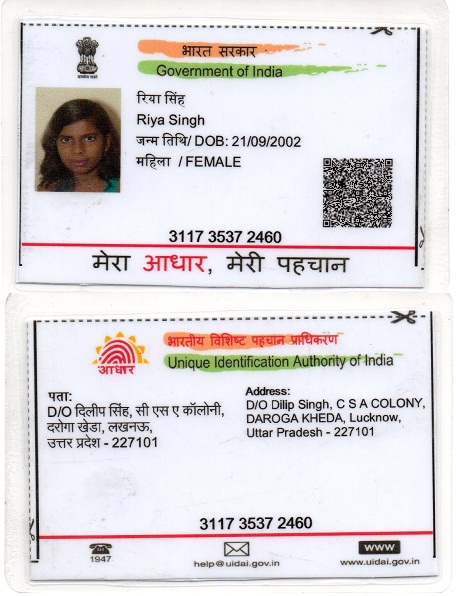 भारत सरकार
Government of India
रिया सिंह
Riya Singh
जन्म तिथि/ DOB: 21/09/2002
महिला / FEMALE
3117 3537 2460
मेरा आधार, मेरी पहचान
भारतीय विशिष्ट पहचान प्राधिकरण
Unique Identification Authority of India
आधार
पता:
D/O दिलीप सिंह, सी एस ए कॉलोनी,
दरोगा खेडा, लखनऊ,
उत्तर प्रदेश - 227101
Address:
D/O Dilip Singh, C S A COLONY,
DAROGA KHEDA, Lucknow,
Uttar Pradesh - 227101
3117 3537 2460
1947
help@uidai.gov.in
www
www.uidai.gov.in